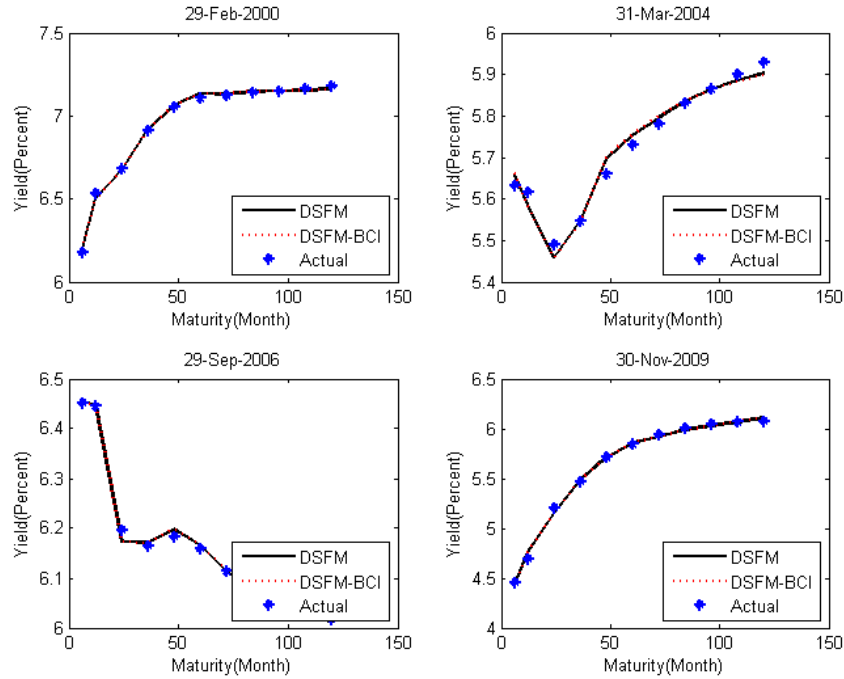 29-Feb-2000
7.5
7
6.5
6
Yield(Percent)
DSFM
DSFM-BCI
Actual
0
50
100
150
Maturity(Month)
31-Mar-2004
6
5.9
5.8
5.7
5.6
5.5
5.4
Yield(Percent)
DSFM
DSFM-BCI
Actual
0
50
100
150
Maturity(Month)
29-Sep-2006
6.5
6.4
6.3
6.2
6.1
6
Yield(Percent)
DSFM
DSFM-BCI
Actual
0
50
100
150
Maturity(Month)
30-Nov-2009
6.5
6
5.5
5
4.5
4
Yield(Percent)
DSFM
DSFM-BCI
Actual
0
50
100
150
Maturity(Month)